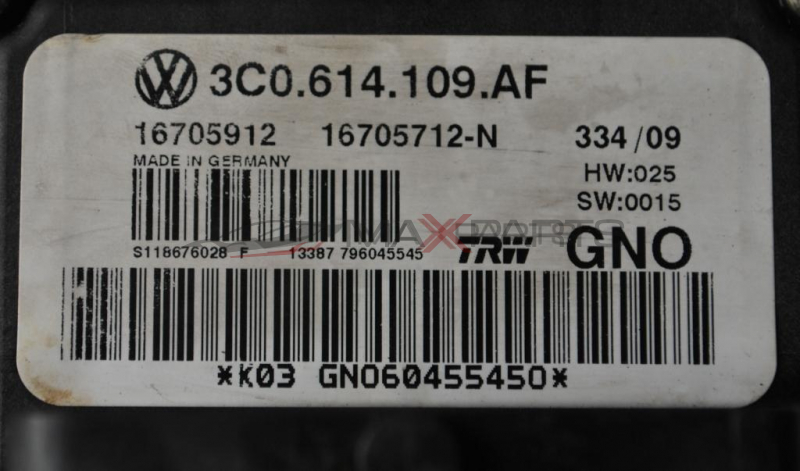 3C0.614.109.AF
16705912 16705712-N 334/09
MADE IN GERMANY
HW:025
SW:0015
S118676028 F 13387 796045545 TRW GNO
*K03 GN060455450*